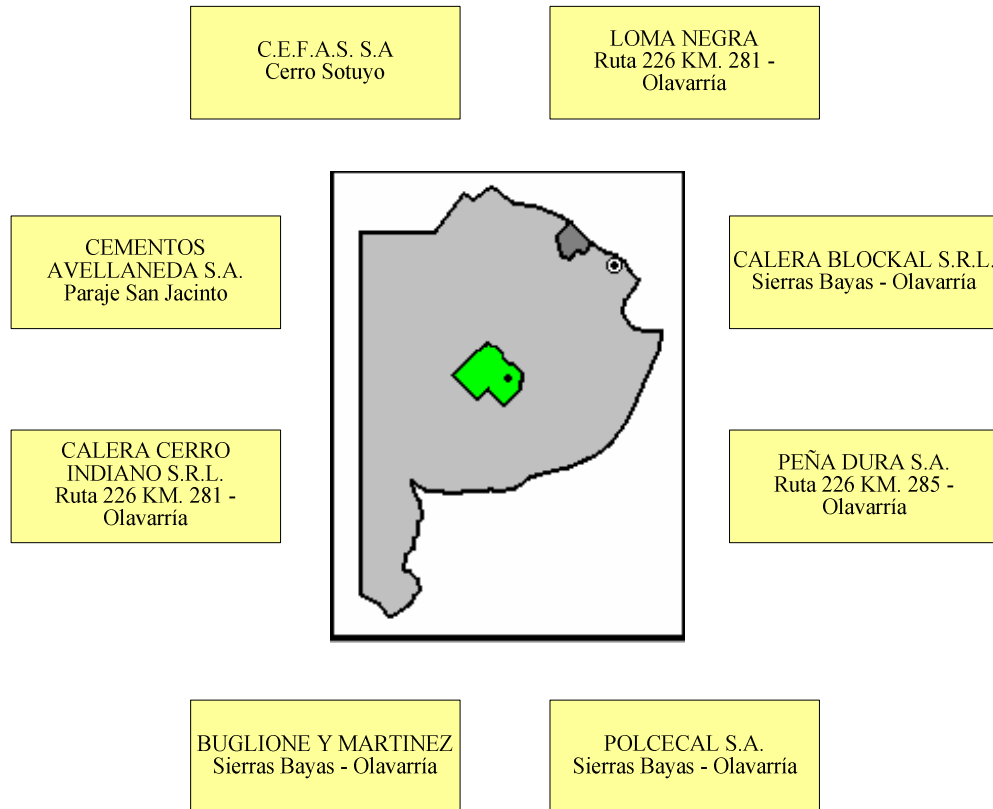 C.E.F.A.S. S.A
Cerro Sotuyo
LOMA NEGRA
Ruta 226 KM. 281 -
Olavarría
CEMENTOS
AVELLANEDA S.A.
Paraje San Jacinto
CALERA BLOCKAL S.R.L.
Sierras Bayas - Olavarría
CALERA CERRO
INDIANO S.R.L.
Ruta 226 KM. 281 -
Olavarría
PEÑA DURA S.A.
Ruta 226 KM. 285 -
Olavarría
BUGLIONE Y MARTINEZ
Sierras Bayas - Olavarría
POLCECAL S.A.
Sierras Bayas - Olavarría